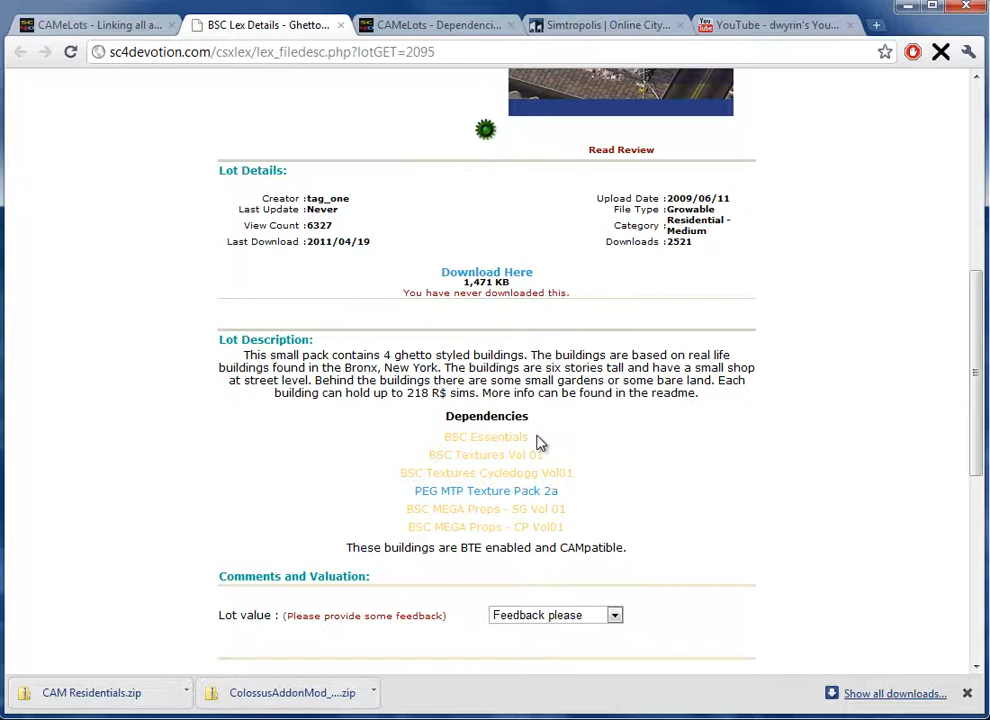 CAMeLots - Linking all a...
BSC Lex Details - Ghetto...
CAMeLots - Dependenci...
Simtropolis | Online City...
You Tube
YouTube - dwyrin's You...
sc4devotion.com/csxlex/lex_filedesc.php?lotGET=2095
Read Review
Lot Details:
Creator : tag_one
Last Update : Never
View Count : 6327
Last Download : 2011/04/19
Upload Date : 2009/06/11
File Type : Growable
Category : Residential - Medium
Downloads : 2521
Download Here
1,471 KB
You have never downloaded this.
Lot Description:
This small pack contains 4 ghetto styled buildings. The buildings are based on real life
buildings found in the Bronx, New York. The buildings are six stories tall and have a small shop
at street level. Behind the buildings there are some small gardens or some bare land. Each
building can hold up to 218 R$ sims. More info can be found in the readme.
Dependencies
BSC Essentials
BSC Textures Vol 01
BSC Textures Cycledogg Vol01
PEG MTP Texture Pack 2a
BSC MEGA Props - SG Vol 01
BSC MEGA Props - CP Vol01
These buildings are BTE enabled and CAMpatible.
Comments and Valuation:
Lot value : (Please provide some feedback)
Feedback please
CAM Residentials.zip
ColossusAddonMod_....zip
Show all downloads...